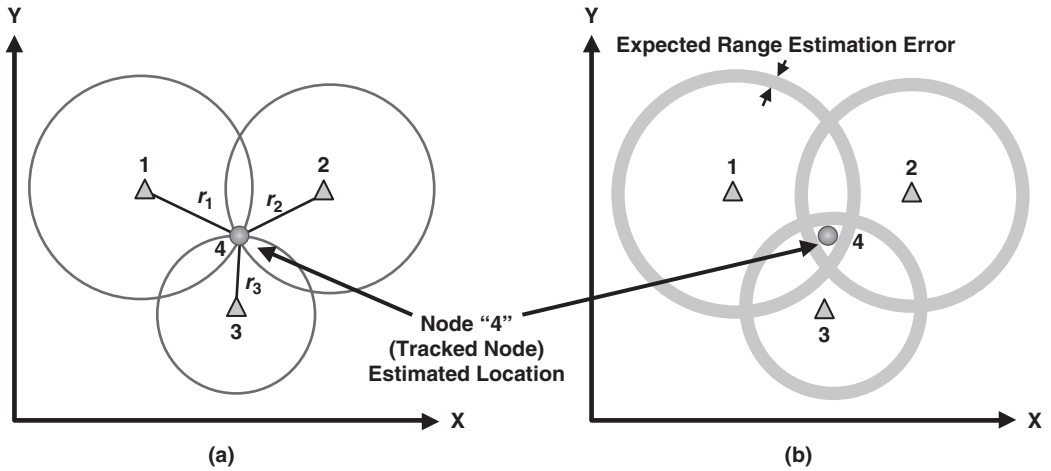 Y
1
2
r1
r2
4
r3
3
X
(a)
Node “4”
(Tracked Node)
Estimated Location
Y
Expected Range Estimation Error
1
2
4
3
X
(b)